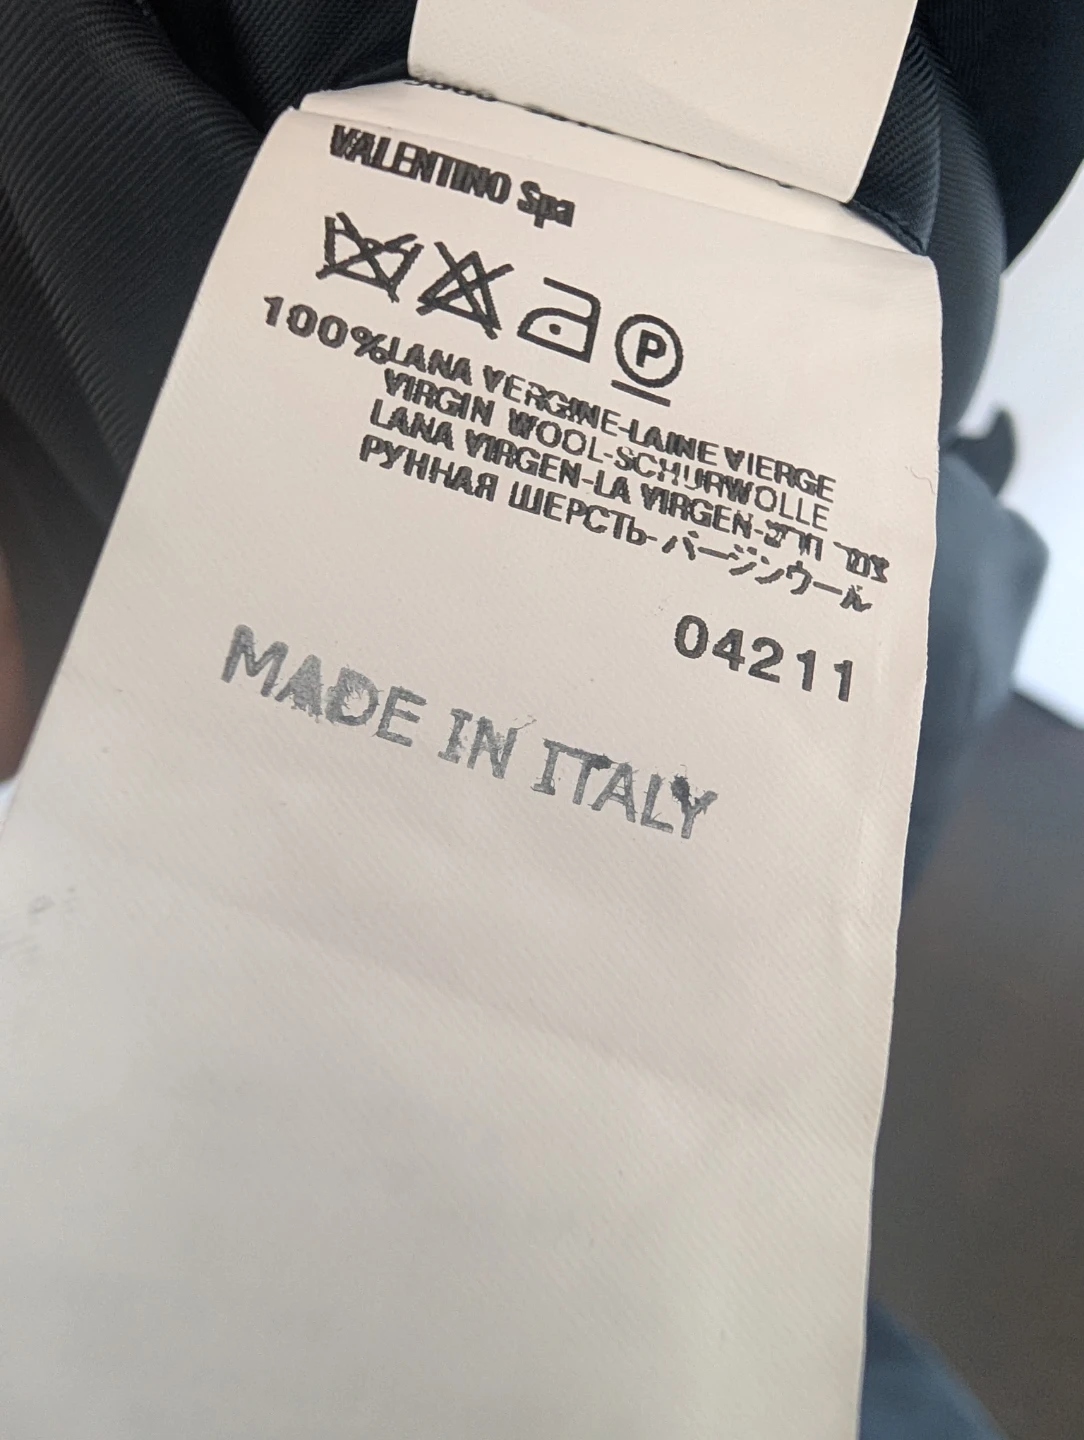 VALENTINO Spa
P
100%LANA VERGINE-LAINE VIERGE
VIRGIN WOOL-SCHURWOLLE
LANA VIRGEN-LA VIRGEN-
РУННАЯ ШЕРСТЬ-バージンウール
04211
MADE IN ITALY